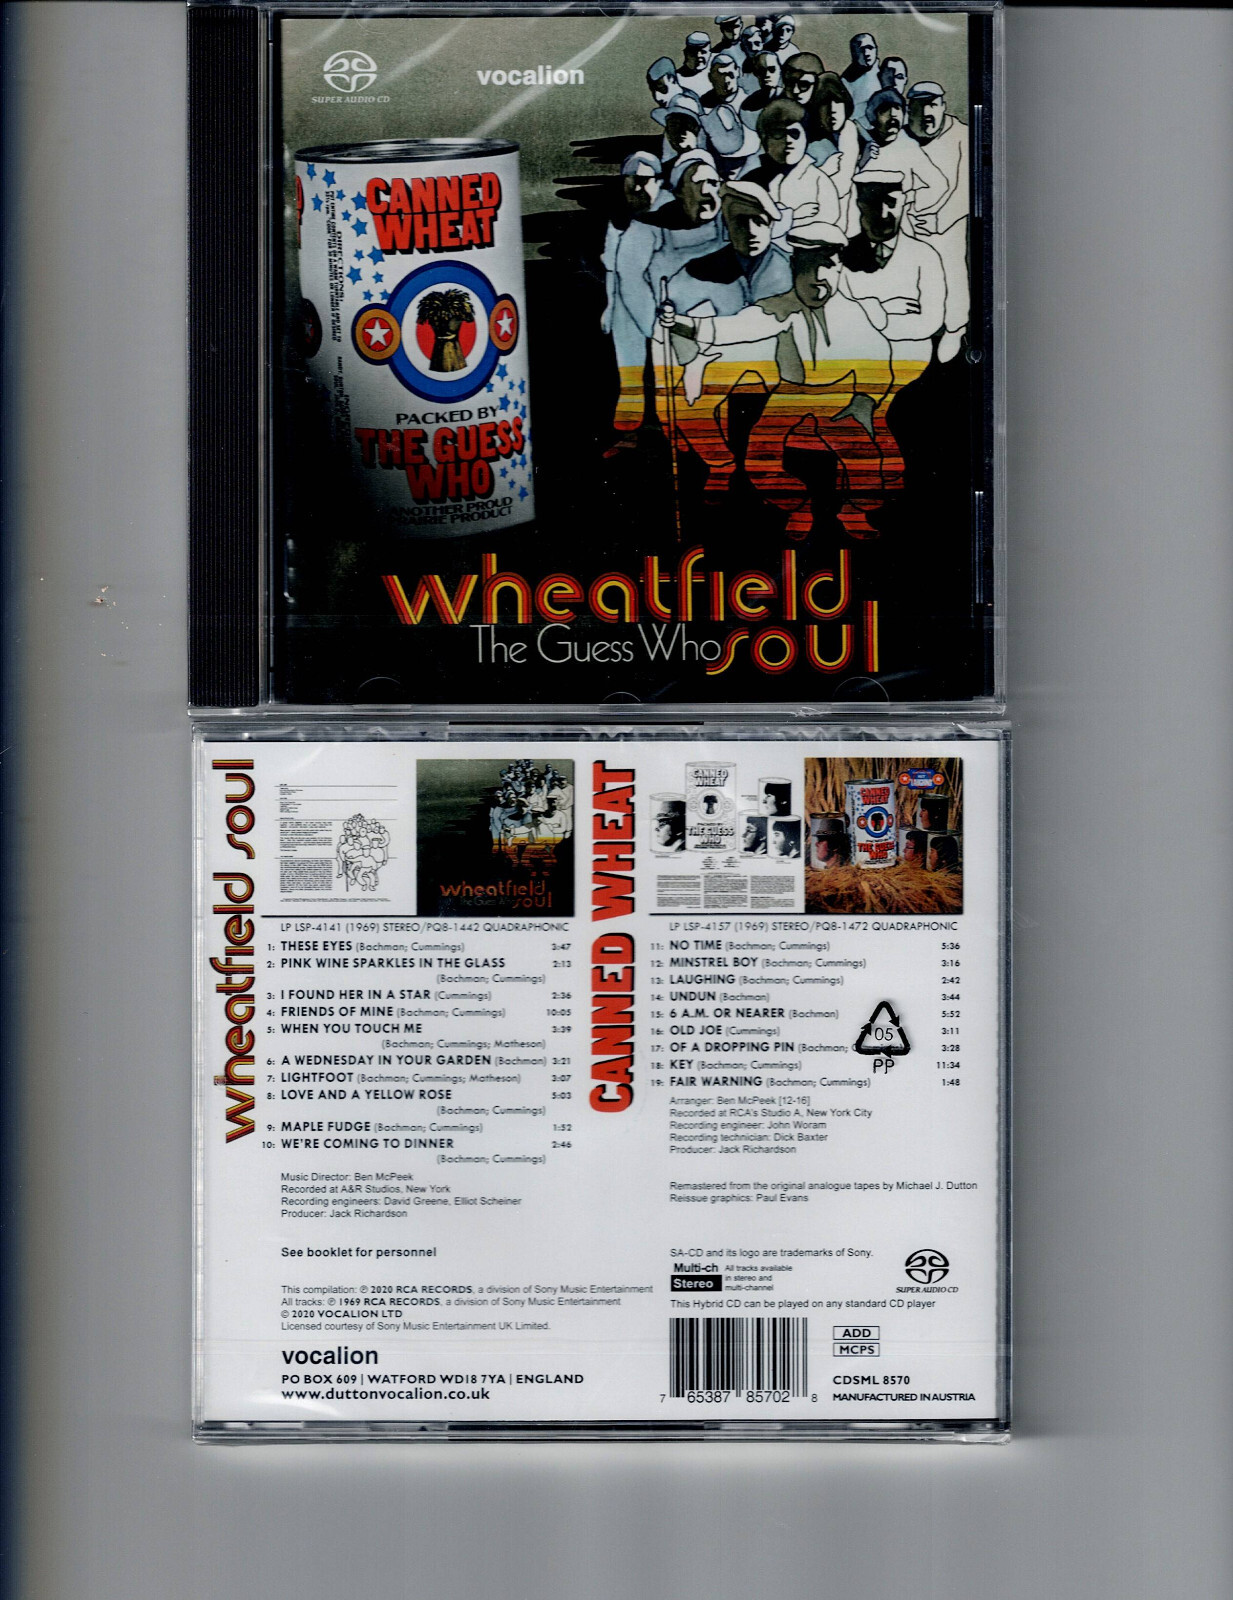 SUPER AUDIO CD
vocalion
CANNED
WHEAT
DIRECTIONS:
PACKED BY
THE GUESS
WHO
ANOTHER PROUD
PRAIRIE PRODUCT
wheatfield
The Guess Who soul
wheatfield soul
wheatfield
The Guess Who soul
LP LSP-4141 (1969) STEREO/PQ8-1442 QUADRAPHONIC
1: THESE EYES (Bachman; Cummings) 3:47
2: PINK WINE SPARKLES IN THE GLASS 2:13
(Bachman; Cummings)
3: I FOUND HER IN A STAR (Cummings) 2:36
4: FRIENDS OF MINE (Bachman; Cummings) 10:05
5: WHEN YOU TOUCH ME 3:39
(Bachman; Cummings; Matheson)
6: A WEDNESDAY IN YOUR GARDEN (Bachman) 3:21
7: LIGHTFOOT (Bachman; Cummings; Matheson) 3:07
8: LOVE AND A YELLOW ROSE 5:03
(Bachman; Cummings)
9: MAPLE FUDGE (Bachman; Cummings) 1:52
10: WE'RE COMING TO DINNER 2:46
(Bachman; Cummings)
Music Director: Ben McPeek
Recorded at A&R Studios, New York
Recording engineers: David Greene, Elliot Scheiner
Producer: Jack Richardson
See booklet for personnel
This compilation: ℗ 2020 RCA RECORDS, a division of Sony Music Entertainment
All tracks: ℗ 1969 RCA RECORDS, a division of Sony Music Entertainment
© 2020 VOCALION LTD
Licensed courtesy of Sony Music Entertainment UK Limited.
vocalion
PO BOX 609 | WATFORD WD18 7YA | ENGLAND
www.duttonvocalion.co.uk
CANNED WHEAT
CANNED
WHEAT
THE GUESS
WHO
CANNED
WHEAT
THE GUESS
WHO
LP LSP-4157 (1969) STEREO/PQ8-1472 QUADRAPHONIC
11: NO TIME (Bachman; Cummings) 5:36
12: MINSTREL BOY (Bachman; Cummings) 3:16
13: LAUGHING (Bachman; Cummings) 2:42
14: UNDUN (Bachman) 3:44
15: 6 A.M. OR NEARER (Bachman) 5:52
16: OLD JOE (Cummings) 3:11
17: OF A DROPPING PIN (Bachman; 3:28
18: KEY (Bachman; Cummings) 11:34
19: FAIR WARNING (Bachman; Cummings) 1:48
05
PP
Arranger: Ben McPeek [12-16]
Recorded at RCA's Studio A, New York City
Recording engineer: John Woram
Recording technician: Dick Baxter
Producer: Jack Richardson
Remastered from the original analogue tapes by Michael J. Dutton
Reissue graphics: Paul Evans
SA-CD and its logo are trademarks of Sony.
Multi-ch
Stereo
All tracks available
in stereo and
multi-channel
SUPER AUDIO CD
This Hybrid CD can be played on any standard CD player
7 65387 85702 8
ADD
MCPS
CDSML 8570
MANUFACTURED IN AUSTRIA